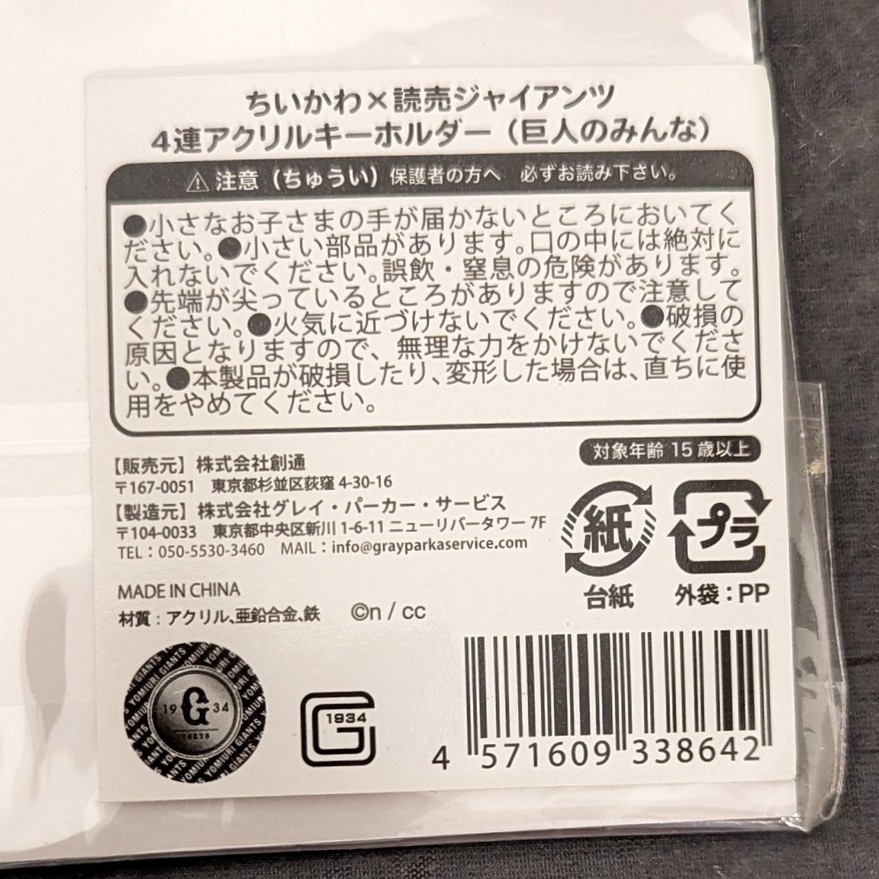 ちいかわ×読売ジャイアンツ
4連アクリルキーホルダー（巨人のみんな）
⚠注意（ちゅうい）保護者の方へ　必ずお読み下さい。
●小さなお子さまの手が届かないところにおいてく
ださい。●小さい部品があります。口の中には絶対に
入れないでください。誤飲・窒息の危険があります。
●先端が尖っているところがありますので注意して
ください。●火気に近づけないでください。●破損の
原因となりますので、無理な力をかけないでくださ
い。●本製品が破損したり、変形した場合は、直ちに使
用をやめてください。
【販売元】株式会社創通
〒167-0051　東京都杉並区荻窪 4-30-16
【製造元】株式会社グレイ・パーカー・サービス
〒104-0033　東京都中央区新川 1-6-11 ニューリバータワー 7F
TEL：050-5530-3460　MAIL：info@grayparkaservice.com
対象年齢 15 歳以上
紙
台紙
プラ
外袋：PP
MADE IN CHINA
材質：アクリル、亜鉛合金、鉄　©n / cc
YOMIURI GIANTS
19 G 34
TOKYO
G 1934
4 571609 338642